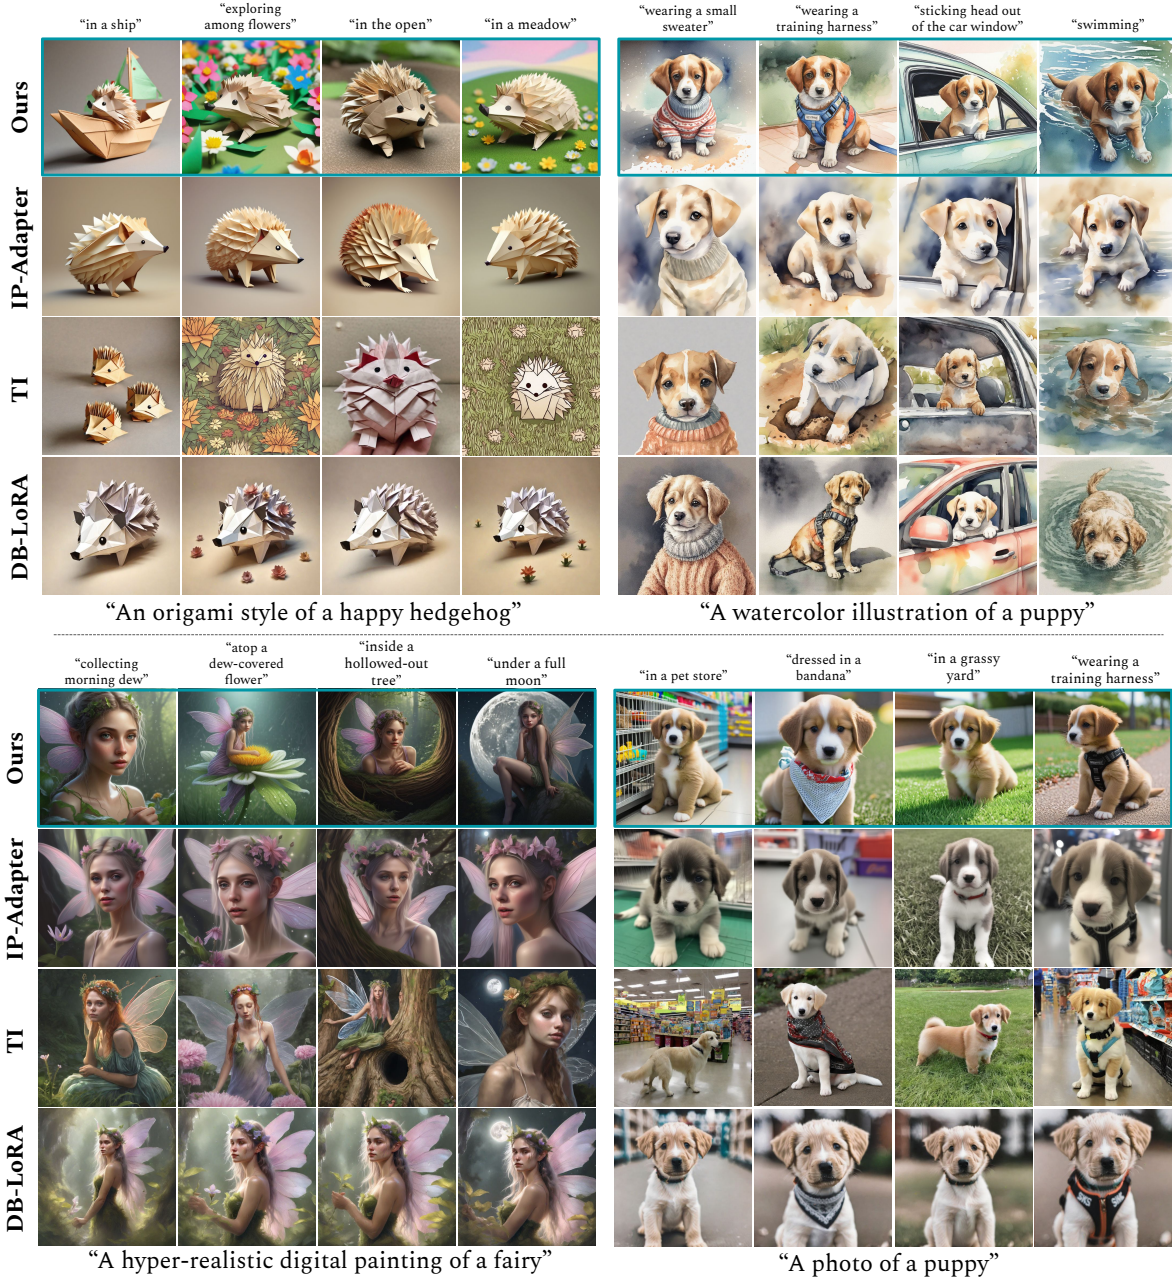 "in a ship"
"exploring
among flowers"
"in the open"
"in a meadow"
"wearing a small
sweater"
"wearing a
training harness"
"sticking head out
of the car window"
"swimming"
Ours
IP-Adapter
TI
DB-LoRA
"An origami style of a happy hedgehog"
"A watercolor illustration of a puppy"
"collecting
morning dew"
"atop a
dew-covered
flower"
"inside a
hollowed-out
tree"
"under a full
moon"
"in a pet store"
"dressed in a
bandana"
"in a grassy
yard"
"wearing a
training harness"
Ours
IP-Adapter
TI
DB-LoRA
"A hyper-realistic digital painting of a fairy"
"A photo of a puppy"